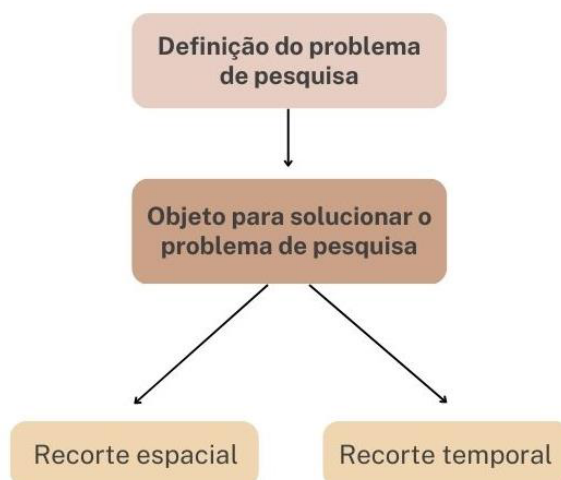 Definição do problema
de pesquisa
Objeto para solucionar o
problema de pesquisa
Recorte espacial
Recorte temporal